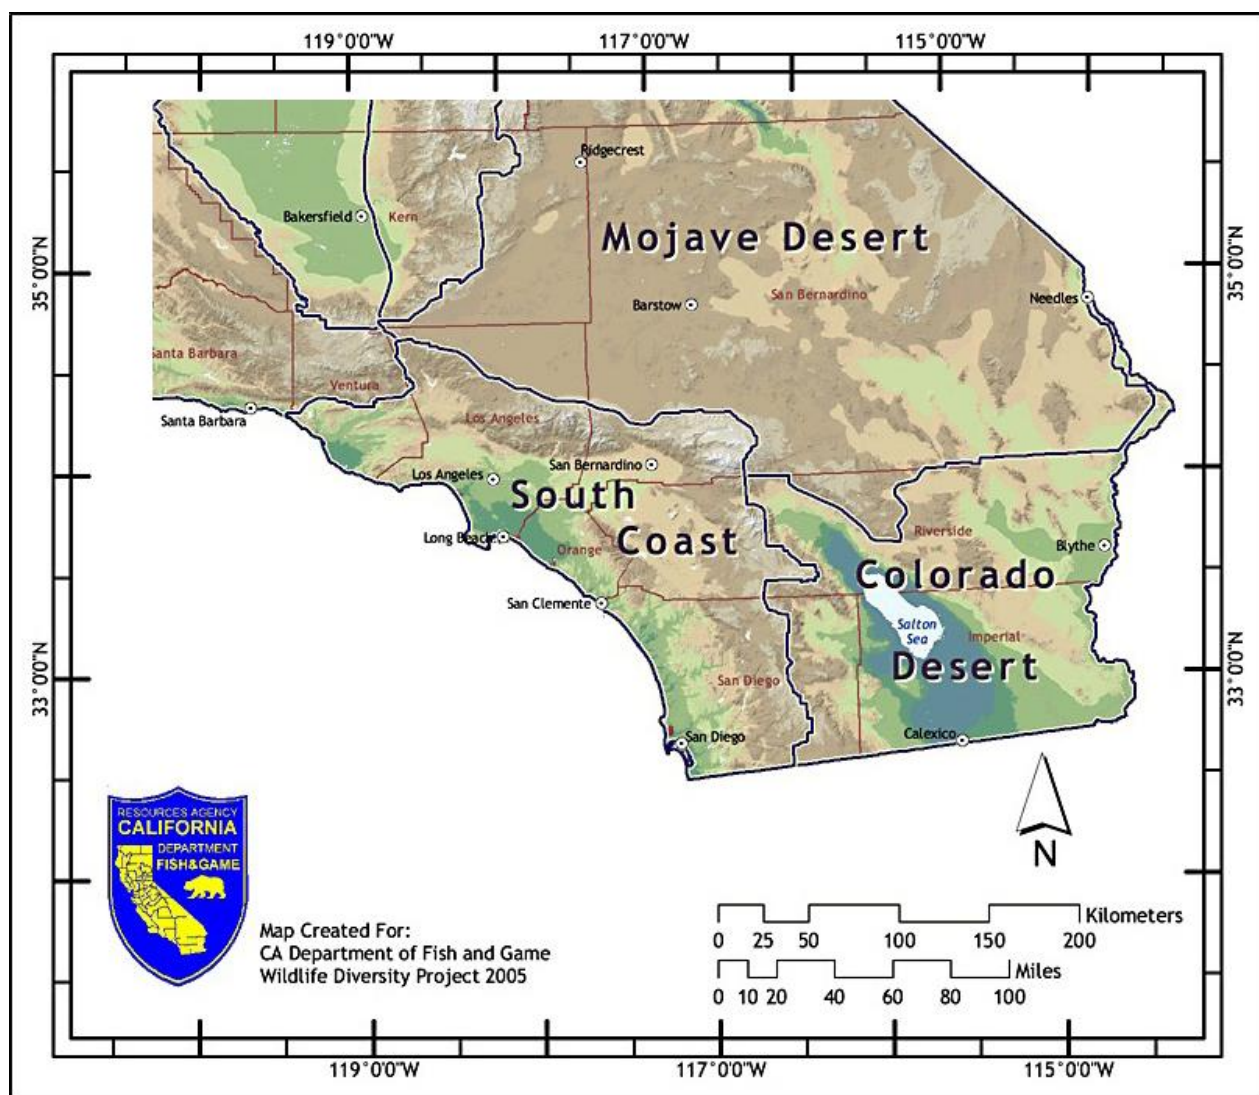 119°0'0"W
117°0'0"W
115°0'0"W
Ridgecrest
Bakersfield
Kern
Mojave Desert
35°0'0"N
35°0'0"N
San Bernardino
Barstow
Needles
Santa Barbara
Ventura
Santa Barbara
Los Angeles
San Bernardino
Los Angeles
South
Coast
Long Beach
Orange
Riverside
Blythe
Colorado
San Clemente
Salton
Sea
Imperial
Desert
San Diego
33°0'0"N
33°0'0"N
San Diego
Calexico
N
RESOURCES AGENCY
CALIFORNIA
DEPARTMENT
FISH&GAME
Map Created For:
CA Department of Fish and Game
Wildlife Diversity Project 2005
Kilometers
0 25 50 100 150 200
Miles
0 10 20 40 60 80 100
119°0'0"W
117°0'0"W
115°0'0"W